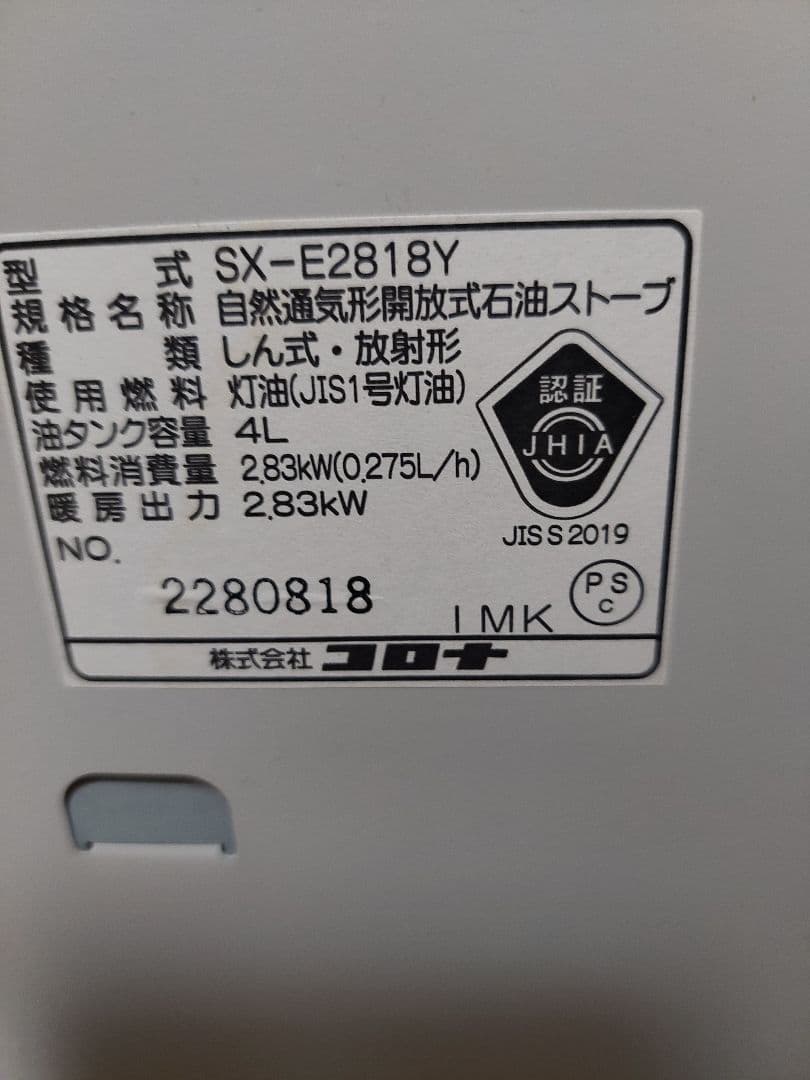 型式 SX-E2818Y
規格名称 自然通気形開放式石油ストーブ
種類 しん式・放射形
使用燃料 灯油(JIS1号灯油)
油タンク容量 4L
燃料消費量 2.83kW(0.275L/h)
暖房出力 2.83kW
認証
JHIA
JIS S 2019
NO.
2280818
IMK
PS
C
株式会社コロナ